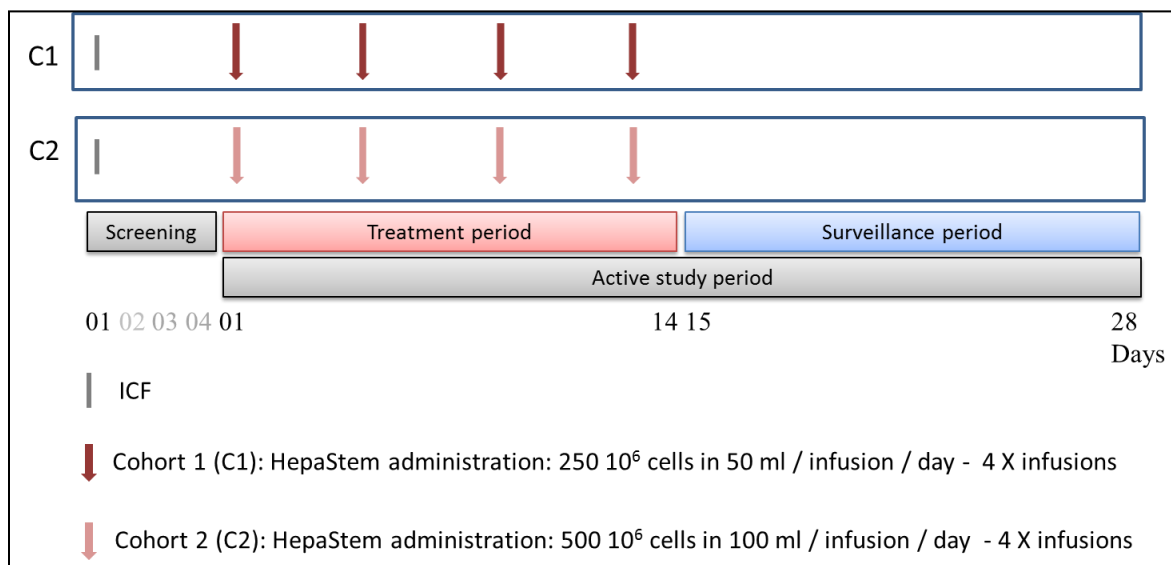 C1
C2
Screening Treatment period Surveillance period
Active study period
01 02 03 04 01 14 15 28
Days
ICF
Cohort 1 (C1): HepaStem administration: 250 10⁶ cells in 50 ml / infusion / day - 4 X infusions
Cohort 2 (C2): HepaStem administration: 500 10⁶ cells in 100 ml / infusion / day - 4 X infusions